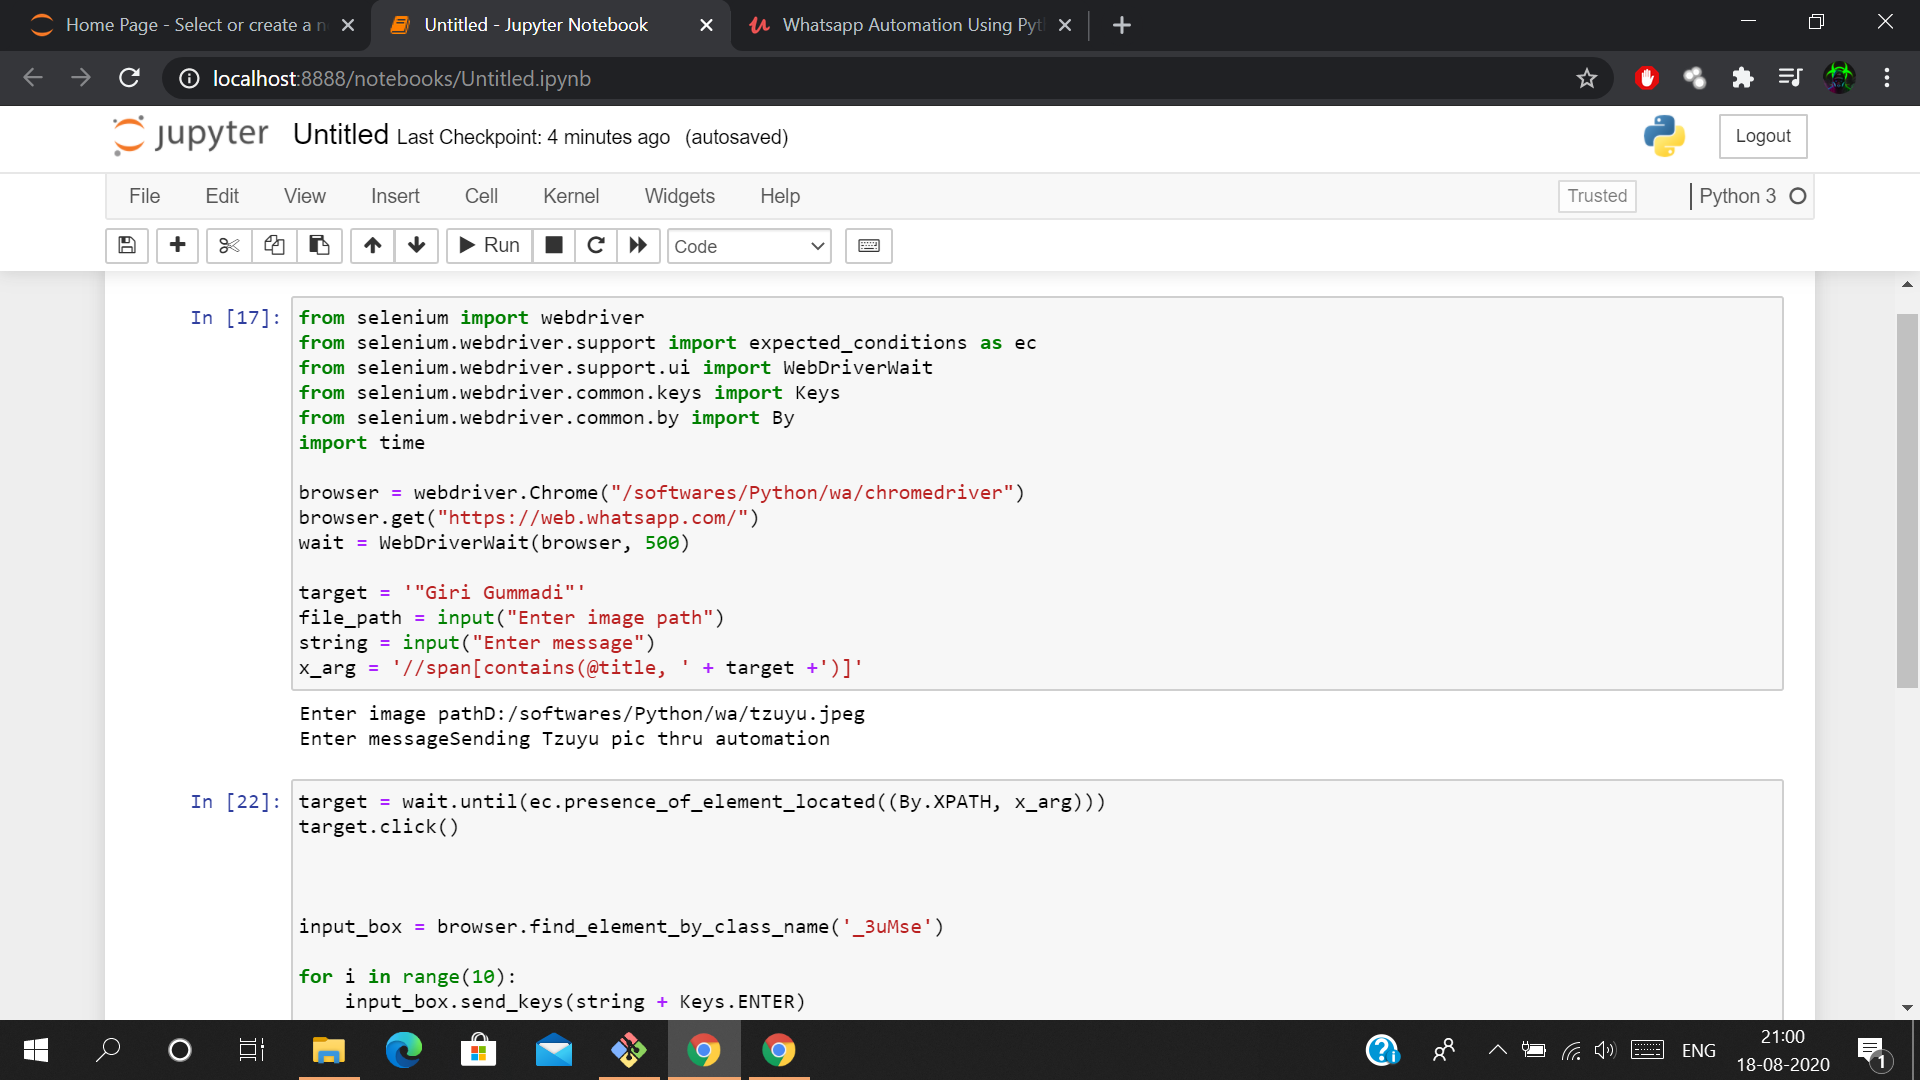 Home Page - Select or create a n
Untitled - Jupyter Notebook
Whatsapp Automation Using Pyt
localhost:8888/notebooks/Untitled.ipynb
jupyter
Untitled Last Checkpoint: 4 minutes ago (autosaved)
Logout
File Edit View Insert Cell Kernel Widgets Help
Trusted
Python 3
Run
Code
In [17]:
from selenium import webdriver
from selenium.webdriver.support import expected_conditions as ec
from selenium.webdriver.support.ui import WebDriverWait
from selenium.webdriver.common.keys import Keys
from selenium.webdriver.common.by import By
import time
browser = webdriver.Chrome("/softwares/Python/wa/chromedriver")
browser.get("https://web.whatsapp.com/")
wait = WebDriverWait(browser, 500)
target = '"Giri Gummadi"'
file_path = input("Enter image path")
string = input("Enter message")
x_arg = '//span[contains(@title, ' + target +')]'
Enter image pathD:/softwares/Python/wa/tzuyu.jpeg
Enter messageSending Tzuyu pic thru automation
In [22]:
target = wait.until(ec.presence_of_element_located((By.XPATH, x_arg)))
target.click()
input_box = browser.find_element_by_class_name('_3uMse')
for i in range(10):
input_box.send_keys(string + Keys.ENTER)
ENG
21:00
18-08-2020
1